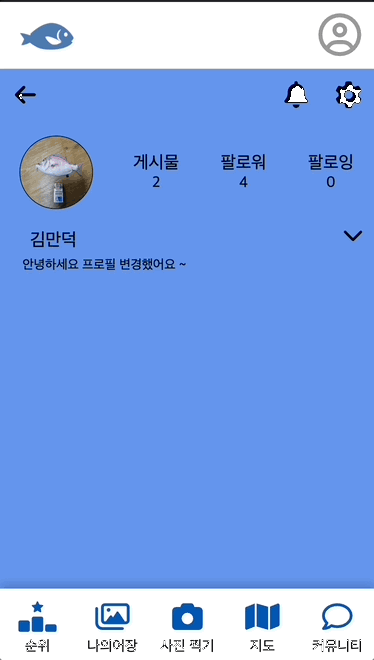 게시물 팔로워 팔로잉
2 4 0
김만덕
안녕하세요 프로필 변경했어요 ~
순위 나의어장 사진 찍기 지도 커뮤니티